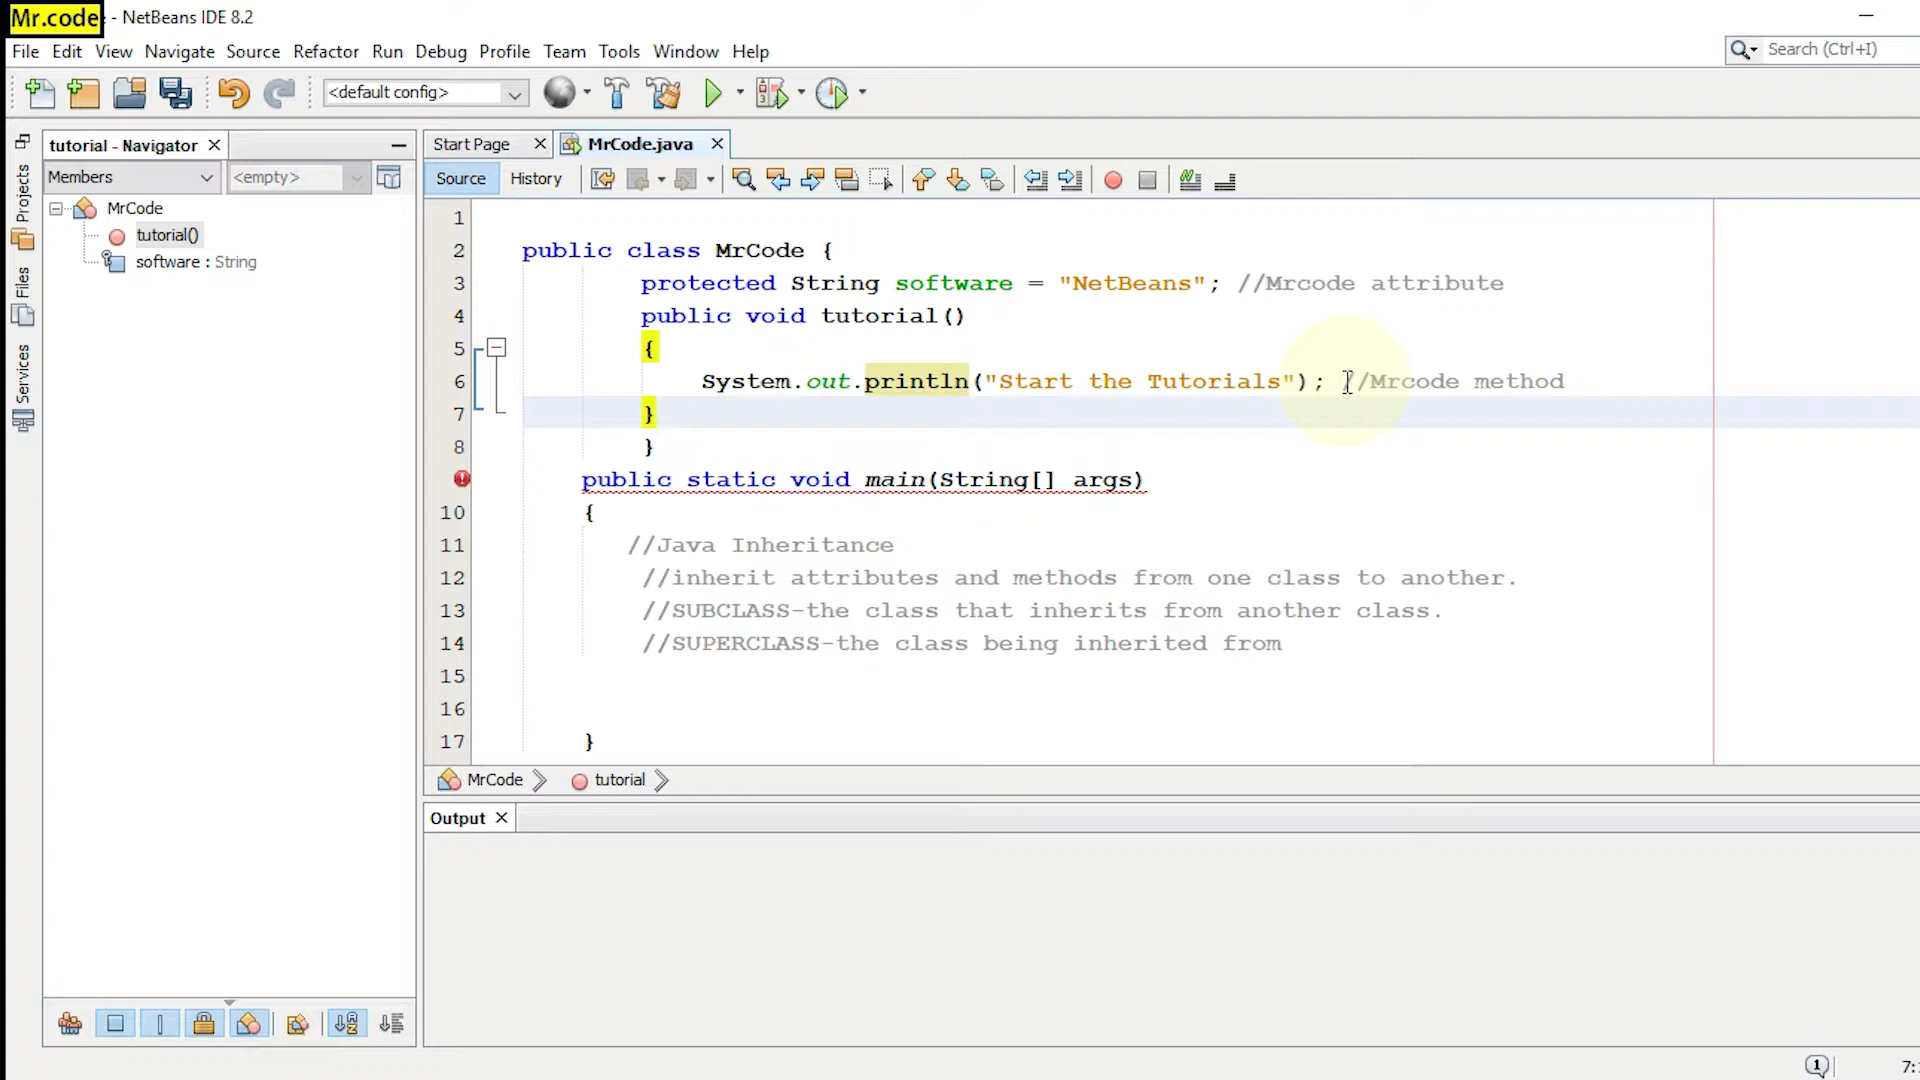 Mr.code - NetBeans IDE 8.2
File Edit View Navigate Source Refactor Run Debug Profile Team Tools Window Help
Search (Ctrl+I)
<default config>
tutorial - Navigator
Start Page MrCode.java
Members <empty>
Source History
Projects
Files
Services
MrCode
tutorial()
software : String
1
2 public class MrCode {
3 protected String software = "NetBeans"; //Mrcode attribute
4 public void tutorial()
5 {
6 System.out.println("Start the Tutorials"); //Mrcode method
7 }
8 }
public static void main(String[] args)
10 {
11 //Java Inheritance
12 //inherit attributes and methods from one class to another.
13 //SUBCLASS-the class that inherits from another class.
14 //SUPERCLASS-the class being inherited from
15
16
17 }
MrCode tutorial
Output
1
7: